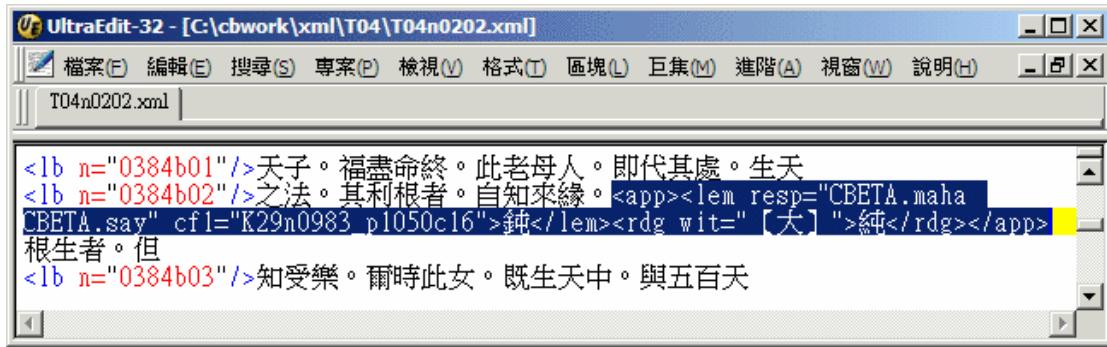 UltraEdit-32 - [C:\cbwork\xml\T04\T04n0202.xml]
檔案(F) 編輯(E) 搜尋(S) 專案(P) 檢視(V) 格式(T) 區塊(L) 巨集(M) 進階(A) 視窗(W) 說明(H)
T04n0202.xml
<lb n="0384b01"/>天子。福盡命終。此老母人。即代其處。生天
<lb n="0384b02"/>之法。其利根者。自知來緣。<app><lem resp="CBETA.maha
CBETA.say" cf1="K29n0983_p1050c16">鈍</lem><rdg wit="【大】">純</rdg></app>
根生者。但
<lb n="0384b03"/>知受樂。爾時此女。既生天中。與五百天